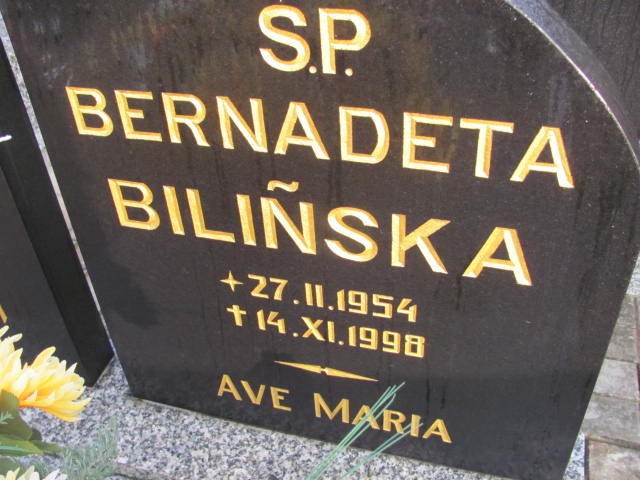 S.P.
BERNADETA
BILIÑSKA
27.II.1954
✝ 14.XI.1998
AVE MARIA